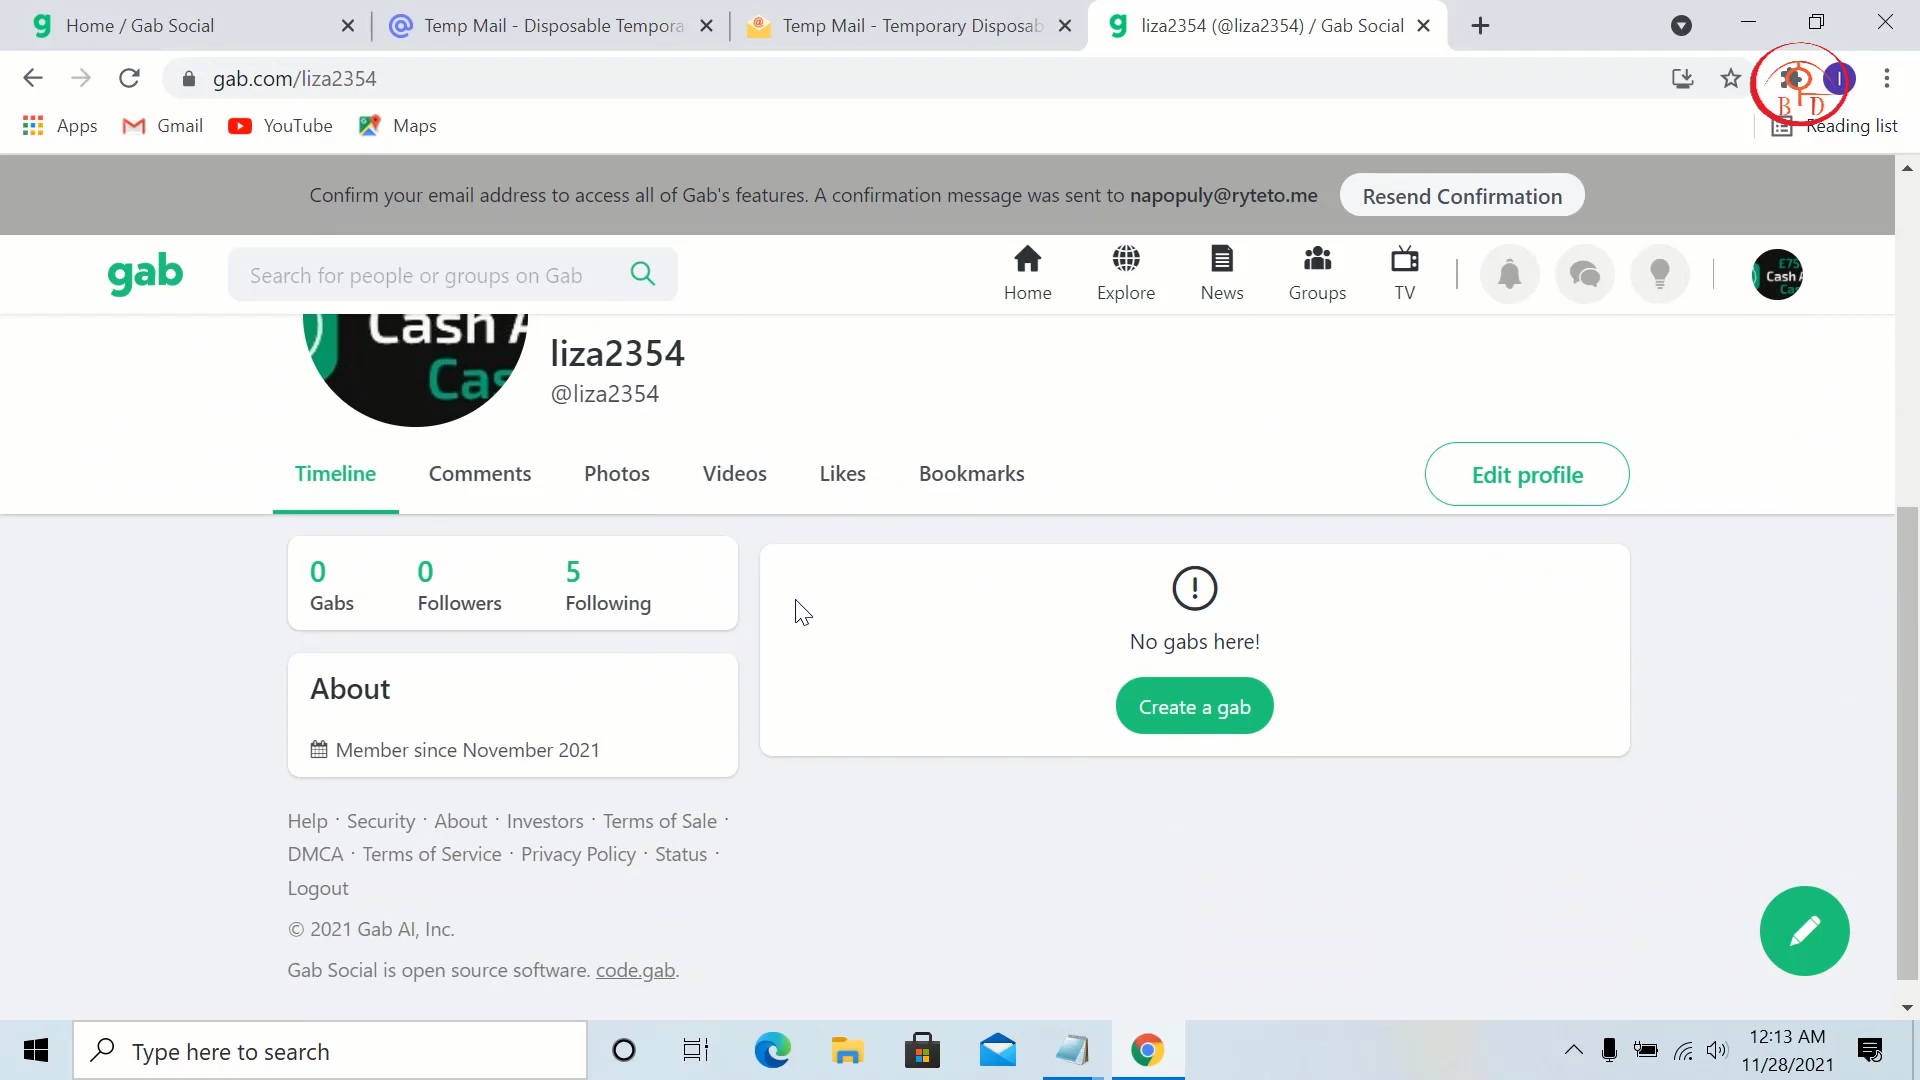 Home / Gab Social
Temp Mail - Disposable Tempora
Temp Mail - Temporary Disposab
liza2354 (@liza2354) / Gab Social
gab.com/liza2354
I
B D
Apps
Gmail
YouTube
Maps
Reading list
Confirm your email address to access all of Gab's features. A confirmation message was sent to napopuly@ryteto.me
Resend Confirmation
gab
Search for people or groups on Gab
Home
Explore
News
Groups
TV
E75
Cash A
Cas
Cash A
Cas
liza2354
@liza2354
Timeline
Comments
Photos
Videos
Likes
Bookmarks
Edit profile
0
0
5
Gabs
Followers
Following
No gabs here!
Create a gab
About
Member since November 2021
Help · Security · About · Investors · Terms of Sale ·
DMCA · Terms of Service · Privacy Policy · Status ·
Logout
© 2021 Gab AI, Inc.
Gab Social is open source software. code.gab.
Type here to search
12:13 AM
11/28/2021